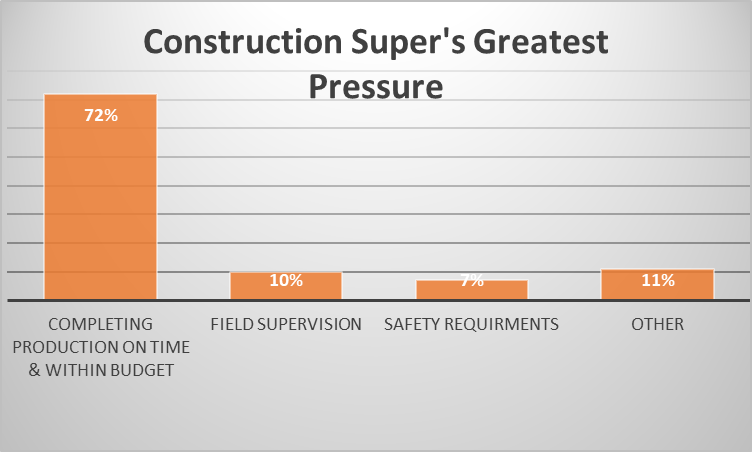 Construction Super's Greatest
Pressure
72%
10%
7%
11%
COMPLETING
PRODUCTION ON TIME
& WITHIN BUDGET
FIELD SUPERVISION
SAFETY REQUIRMENTS
OTHER